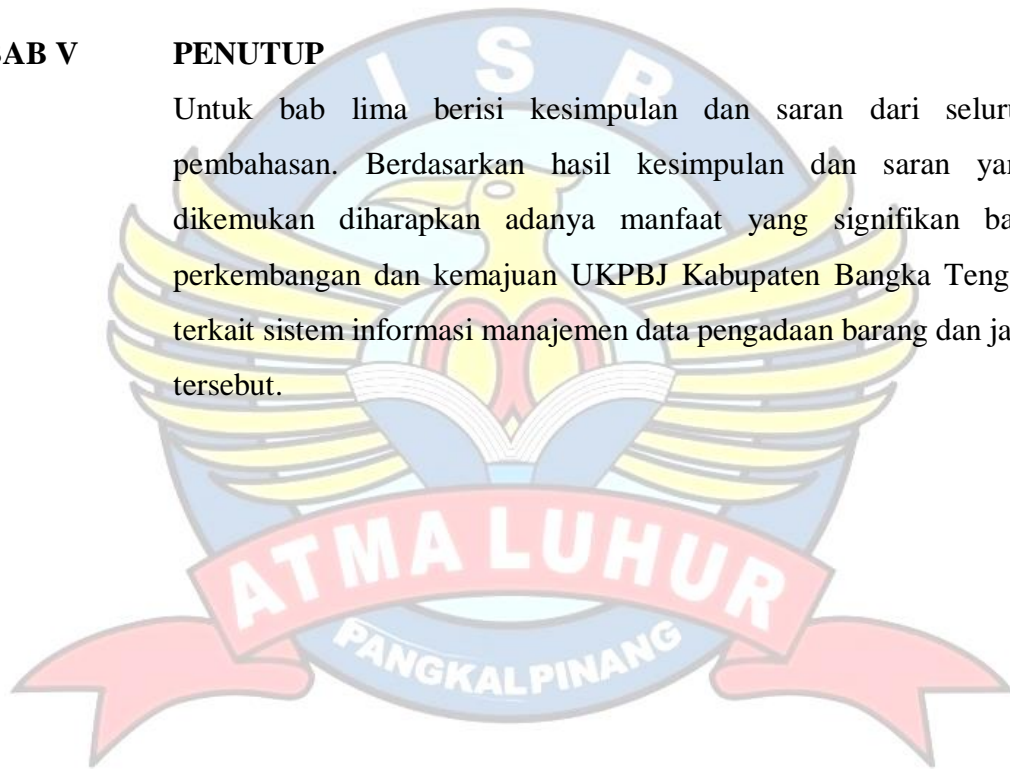 BAB V PENUTUP
Untuk bab lima berisi kesimpulan dan saran dari selur
pembahasan. Berdasarkan hasil kesimpulan dan saran yan
dikemukan diharapkan adanya manfaat yang signifikan ba
perkembangan dan kemajuan UKPBJ Kabupaten Bangka Teng
terkait sistem informasi manajemen data pengadaan barang dan ja
tersebut.
I S B
ATMA LUHUR
PANGKALPINANG